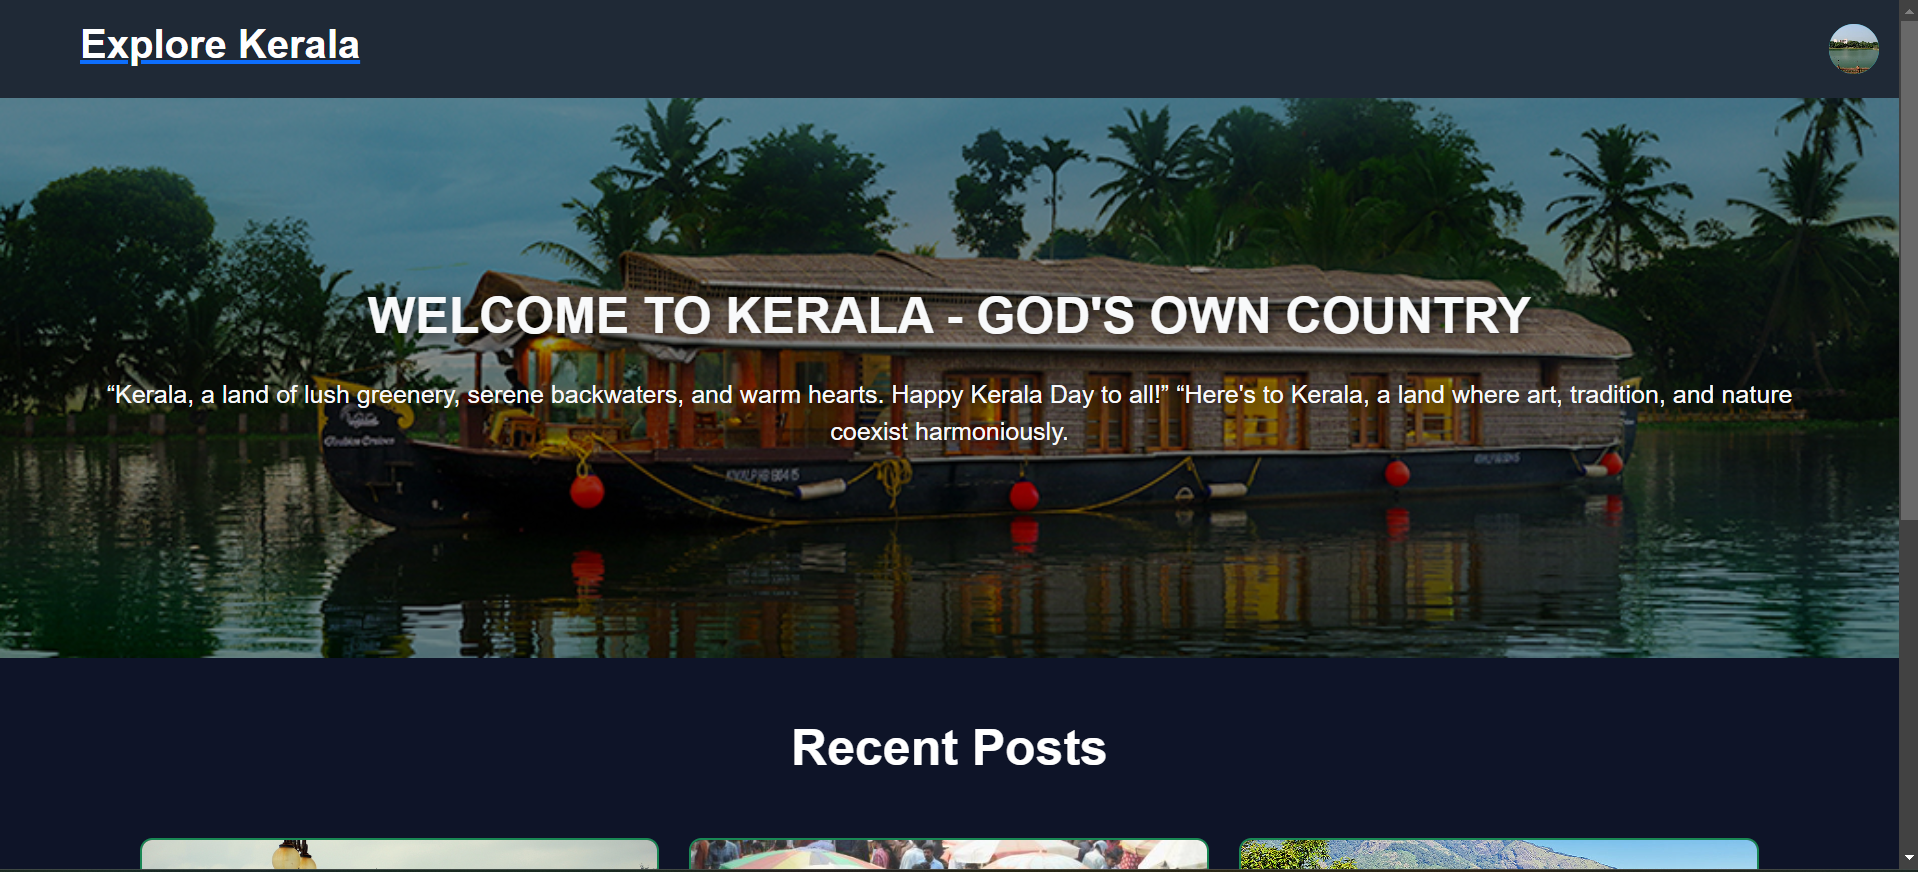 Explore Kerala
WELCOME TO KERALA - GOD'S OWN COUNTRY
“Kerala, a land of lush greenery, serene backwaters, and warm hearts. Happy Kerala Day to all!” “Here's to Kerala, a land where art, tradition, and nature
coexist harmoniously.
Recent Posts